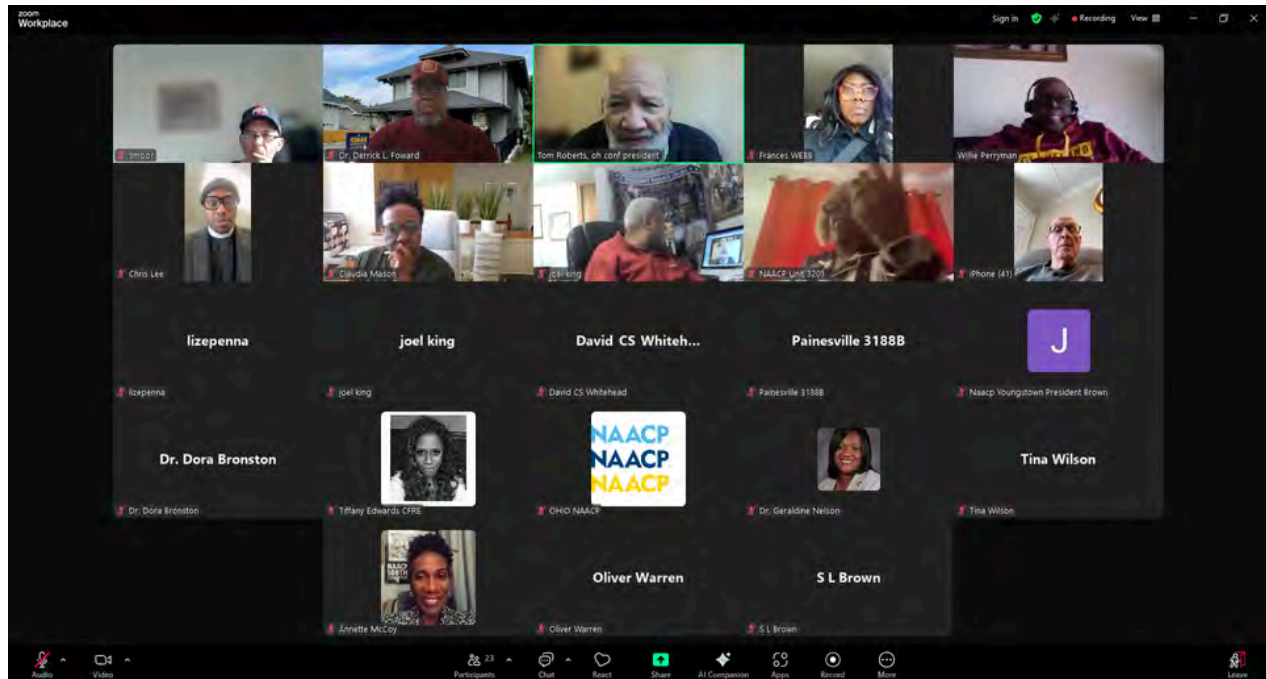 zoom
Workplace
Sign in
Recording
View
Dr. Derrick L. Foward
Tom Roberts, oh conf president
Frances WEBB
Willie Perryman
Chris Lee
Claudia Mason
joel king
NAACP Unit 3201
iPhone (41)
lizepenna
joel king
David CS Whiteh...
Painesville 3188B
J
lizepenna
joel king
David CS Whitehead
Painesville 3188B
Naacp Youngstown President Brown
Dr. Dora Bronston
NAACP
NAACP
NAACP
Tina Wilson
Dr. Dora Bronston
Tiffany Edwards CFRE
OHIO NAACP
Dr. Geraldine Nelson
Tina Wilson
Oliver Warren
S L Brown
Annette McCoy
Oliver Warren
S L Brown
Audio
Video
Participants
23
Chat
React
Share
AI Companion
Apps
Record
More
Leave